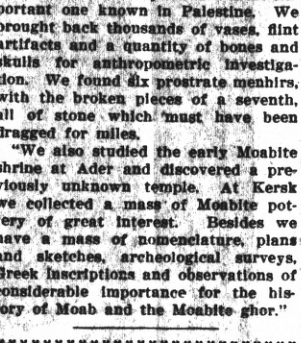 portant one known in Palestine. We
brought back thousands of vases, flint
artifacts and a quantity of bones and
skulls for anthropometric investiga-
tion. We found six prostrate menhirs,
with the broken pieces of a seventh,
all of stone which must have been
dragged for miles.
"We also studied the early Moabite
shrine at Ader and discovered a pre-
viously unknown temple. At Kersk
we collected a mass of Moabite pot-
tery of great interest. Besides we
have a mass of nomenclature, plans
and sketches, archeological surveys,
Greek inscriptions and observations of
considerable importance for the his-
tory of Moab and the Moabite ghor."